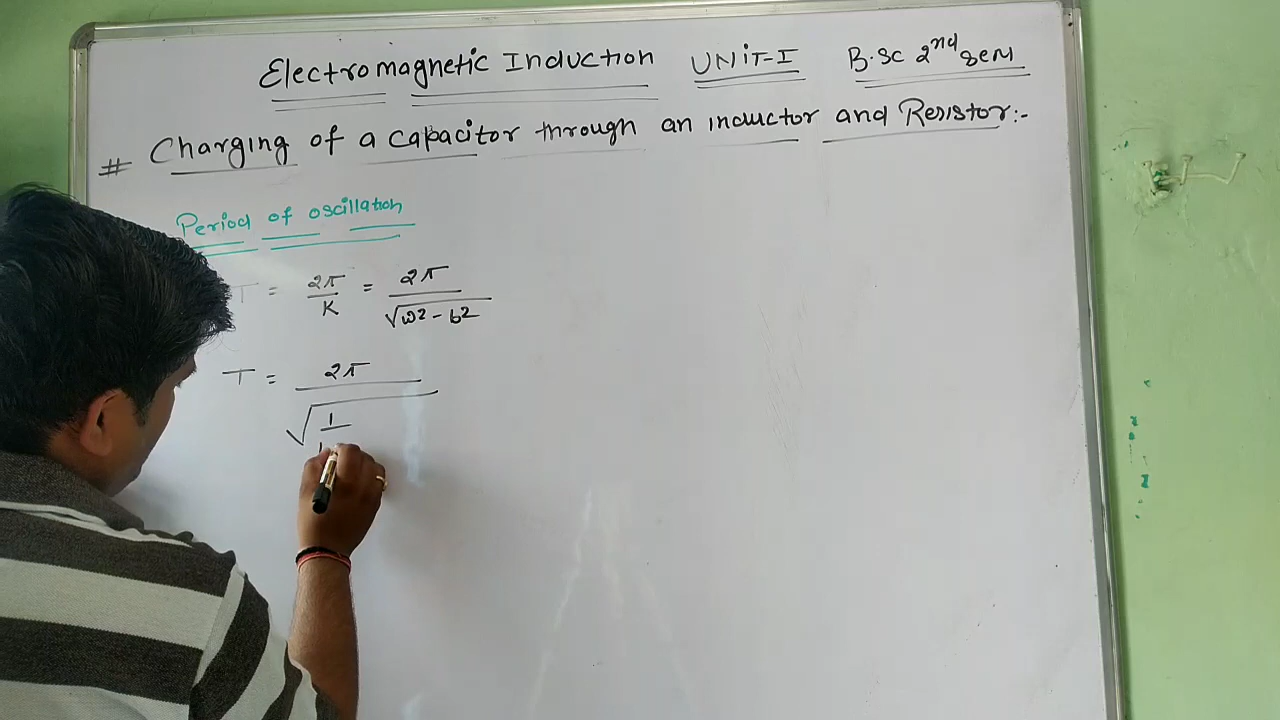 Electromagnetic Induction UNIT-I B.Sc 2nd sem
# Charging of a capacitor through an inductor and Resistor:-
Period of oscillation
T = 2π/K = 2π/√ω² - b²
T = 2π/√1/